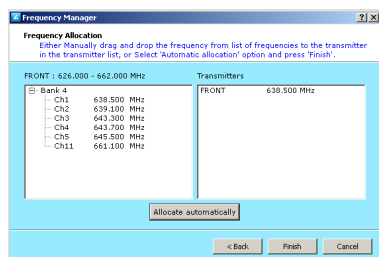 Frequency Manager
Frequency Allocation
Either Manually drag and drop the frequency from list of frequencies to the transmitter
in the transmitter list, or Select 'Automatic allocation' option and press 'Finish'.
FRONT : 626.000 - 662.000 MHz
Transmitters
Bank 4
Ch1 638.500 MHz
Ch2 639.100 MHz
Ch3 643.300 MHz
Ch4 643.700 MHz
Ch5 645.500 MHz
Ch11 661.100 MHz
FRONT 638.500 MHz
Allocate automatically
< Back Finish Cancel